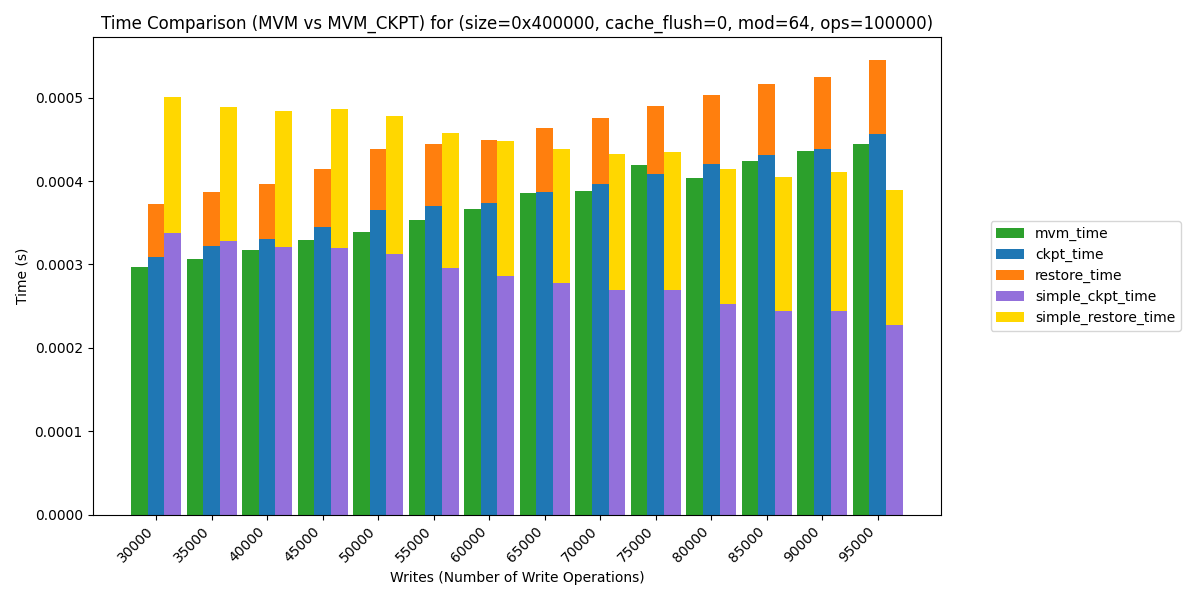 Time Comparison (MVM vs MVM_CKPT) for (size=0x400000, cache_flush=0, mod=64, ops=100000)
Time (s)
0.0005
0.0004
0.0003
0.0002
0.0001
0.0000
30000 35000 40000 45000 50000 55000 60000 65000 70000 75000 80000 85000 90000 95000
Writes (Number of Write Operations)
mvm_time
ckpt_time
restore_time
simple_ckpt_time
simple_restore_time